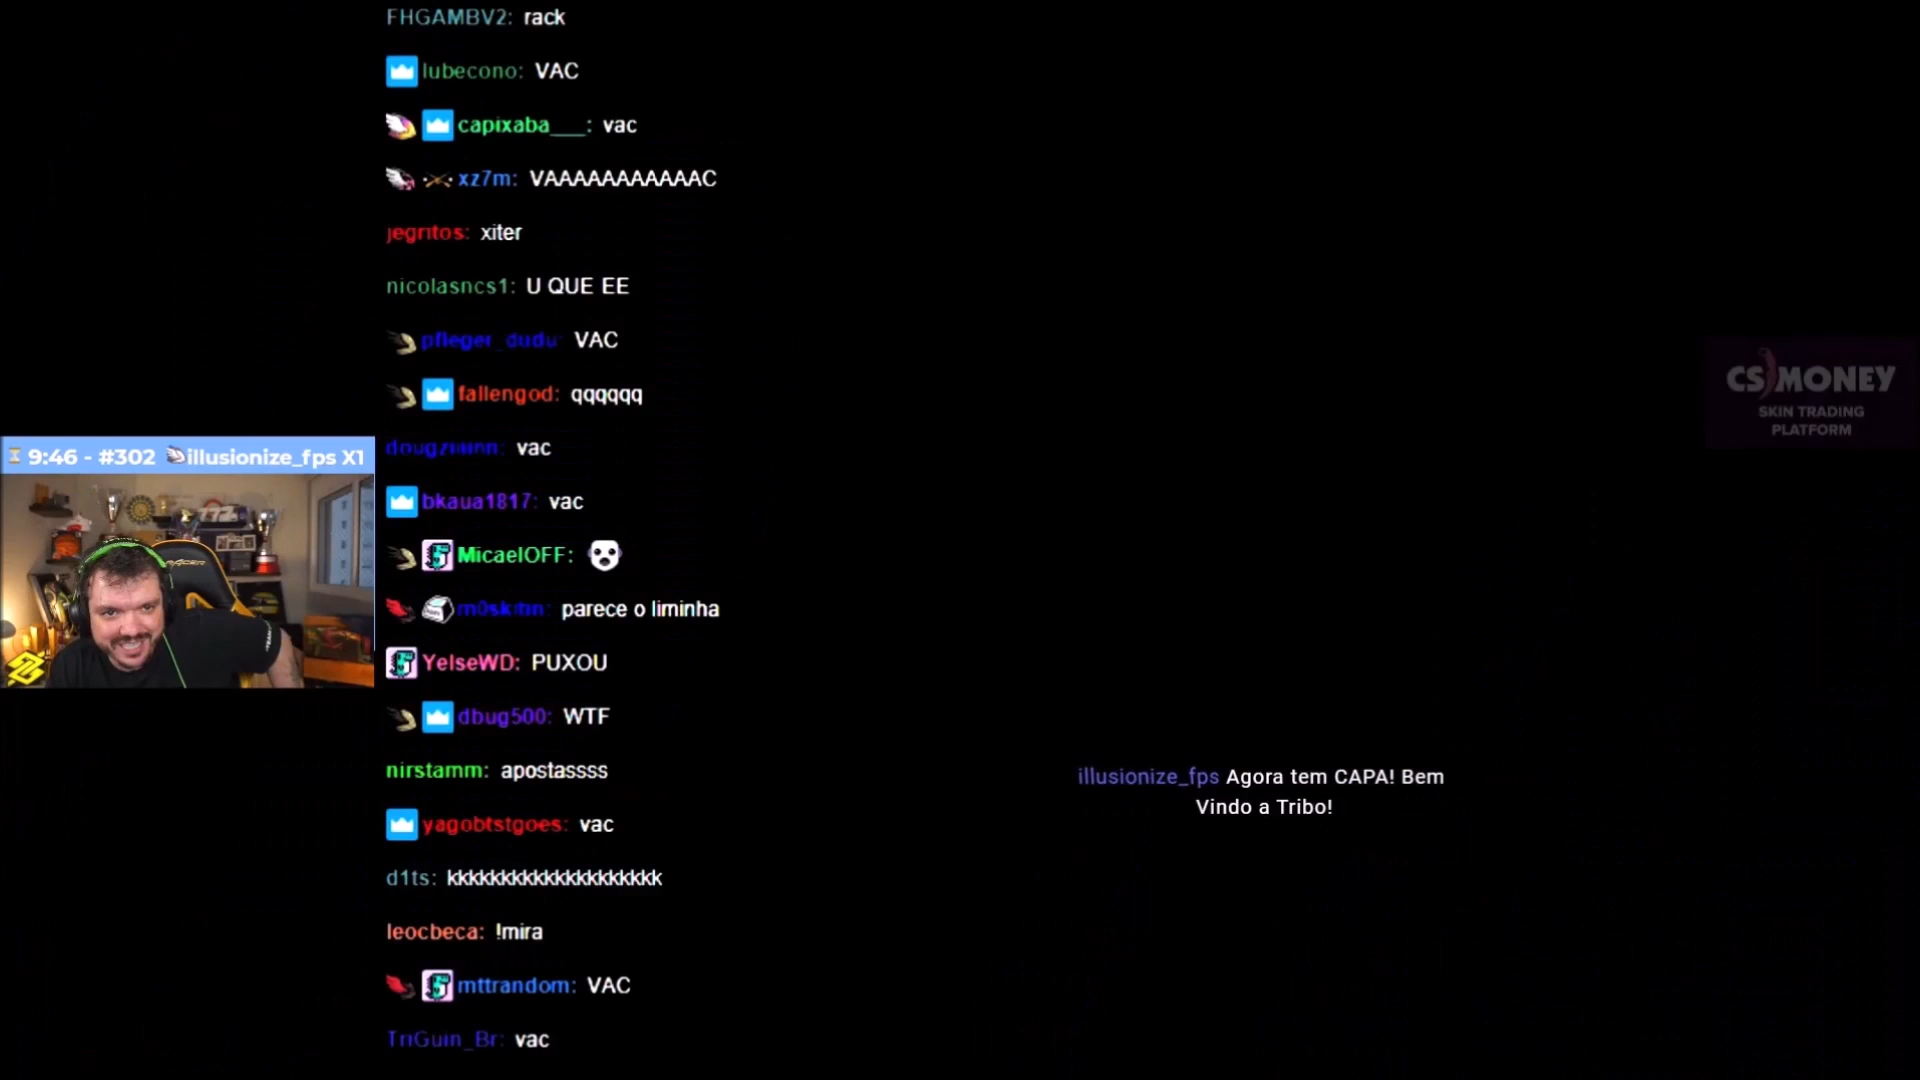 FHGAMBV2: rack
lubecono: VAC
capixaba___: vac
xz7m: VAAAAAAAAAAAC
jegritos: xiter
nicolasncs1: U QUE EE
pfleger_dudu: VAC
fallengod: qqqqqq
vac
bkaua1817: vac
MicaelOFF:
parece o liminha
YelseWD: PUXOU
dbug500: WTF
nirstamm: apostassss
yagobtstgoes: vac
d1ts: kkkkkkkkkkkkkkkkkkkk
leocbeca: !mira
mttrandom: VAC
TriGuin_Br: vac
9:46 - #302 illusionize_fps X1
772
CS MONEY
SKIN TRADING
PLATFORM
illusionize_fps Agora tem CAPA! Bem
Vindo a Tribo!